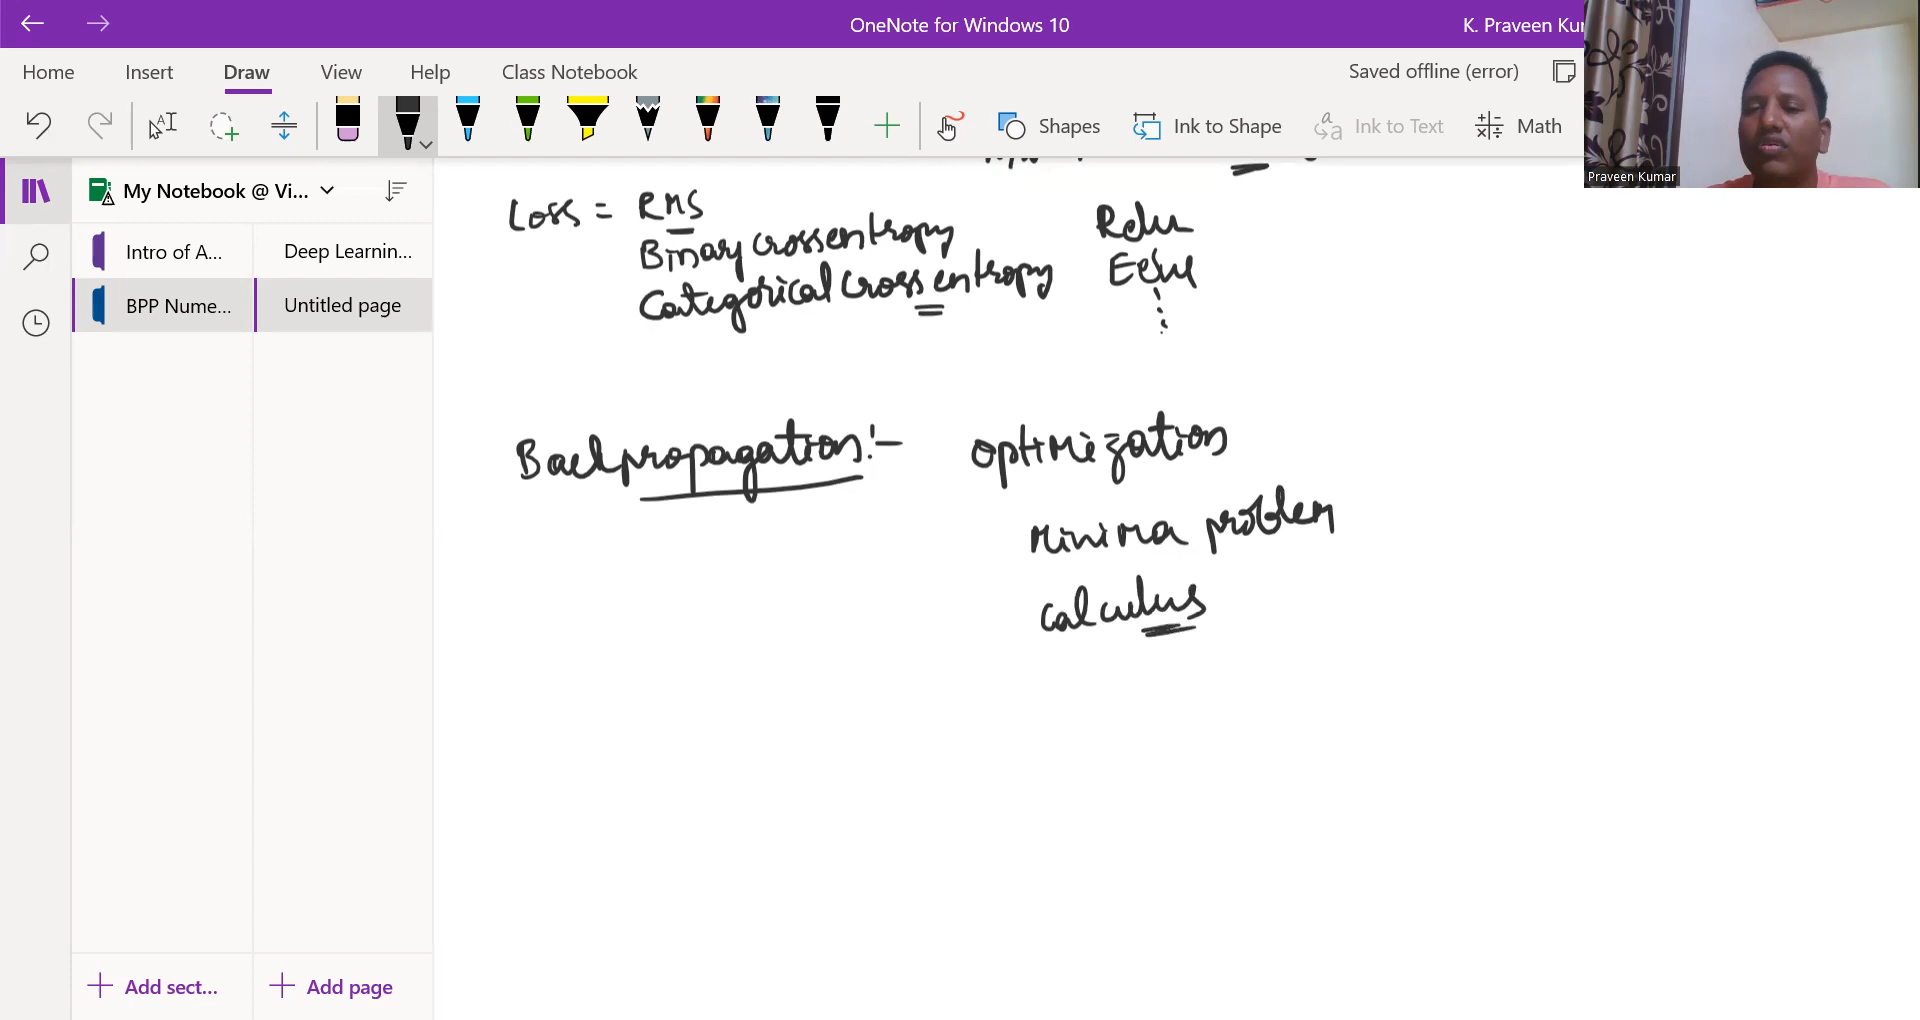 OneNote for Windows 10
K. Praveen Kur
Home Insert Draw View Help Class Notebook
Saved offline (error)
Shapes Ink to Shape Ink to Text Math
Praveen Kumar
My Notebook @ Vi...
Intro of A...
Deep Learnin...
BPP Nume...
Untitled page
Loss = RMS
Binary crossentropy
Categorical cross entropy
Relu
Backpropagation:-
Optimization
Minima problem
calculus
Add sect...
Add page